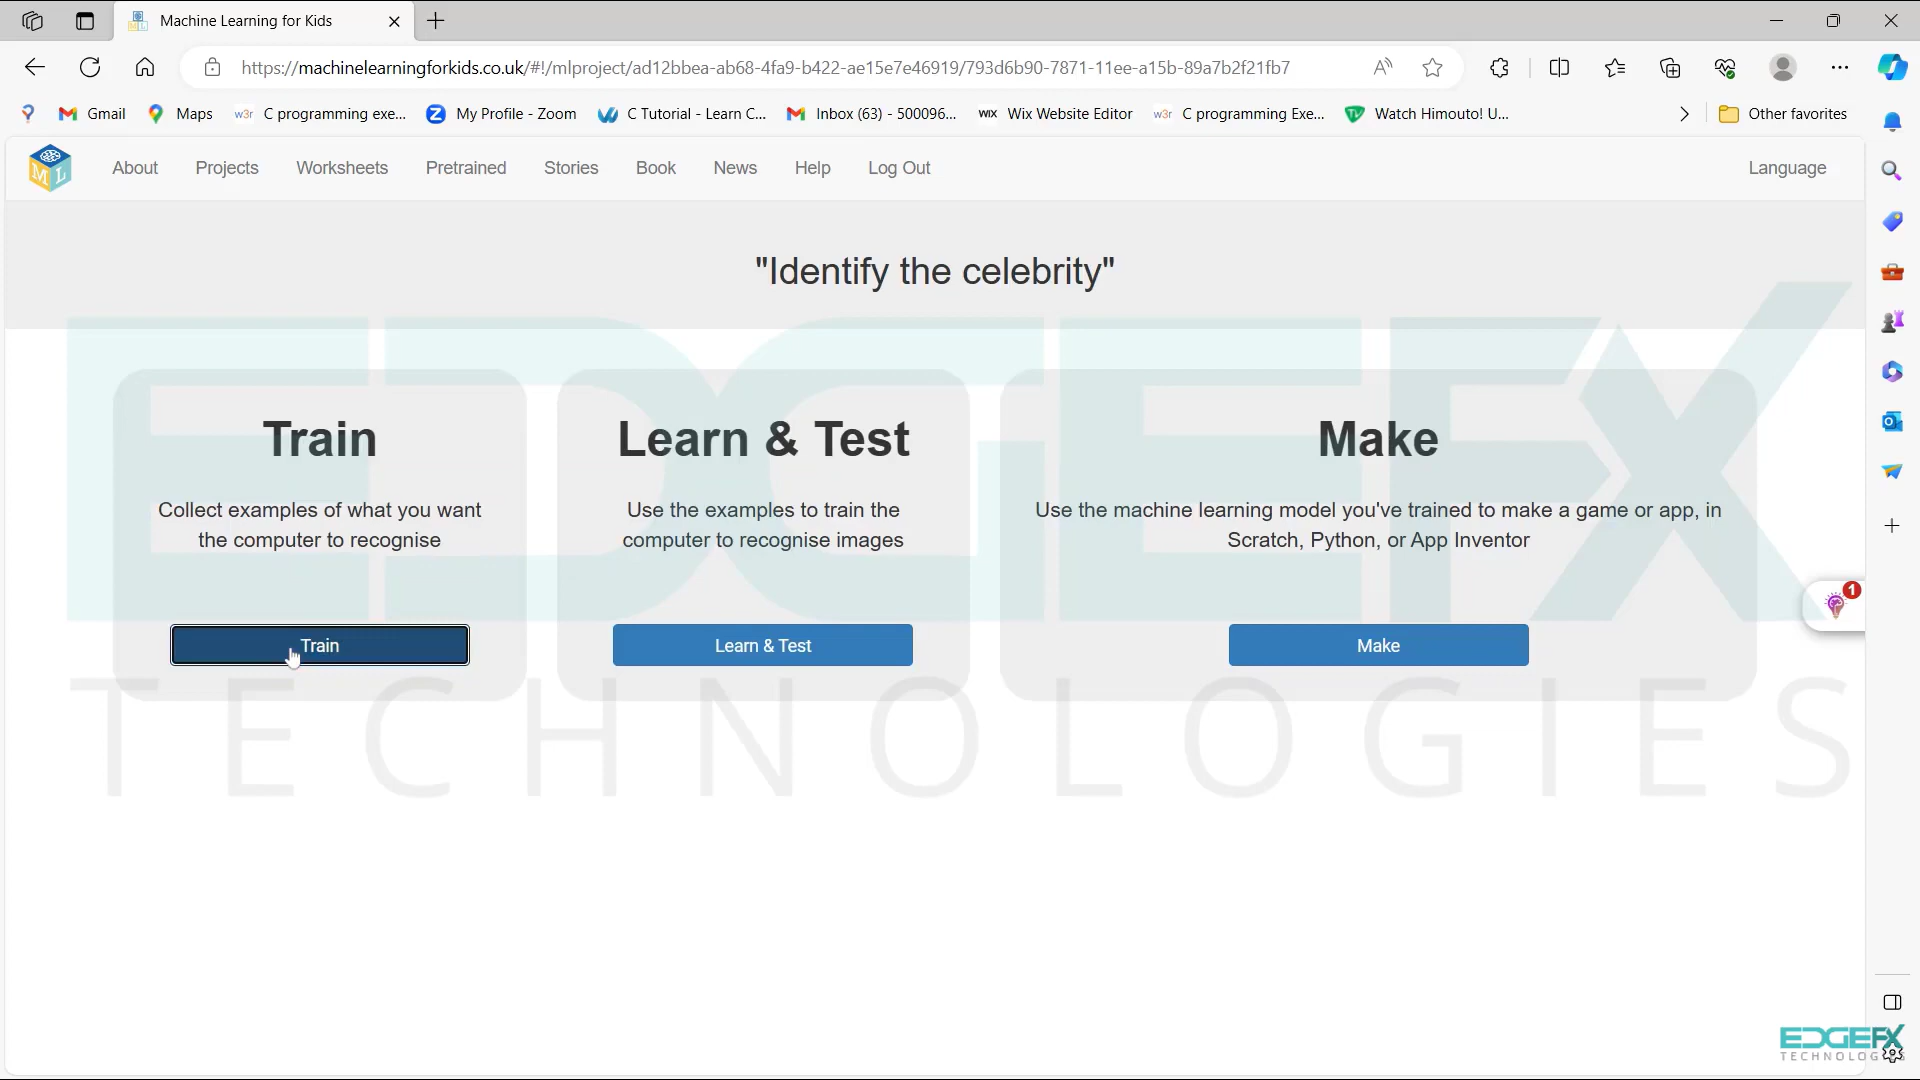 Machine Learning for Kids
https://machinelearningforkids.co.uk/#!/mlproject/ad12bbea-ab68-4fa9-b422-ae15e7e46919/793d6b90-7871-11ee-a15b-89a7b2f21fb7
Gmail Maps w3r C programming exe... My Profile - Zoom C Tutorial - Learn C... Inbox (63) - 500096... WIX Wix Website Editor w3r C programming Exe... Watch Himouto! U... Other favorites
ML About Projects Worksheets Pretrained Stories Book News Help Log Out Language
"Identify the celebrity"
EDGEFX
TECHNOLOGIES
Train
Collect examples of what you want
the computer to recognise
Train
Learn & Test
Use the examples to train the
computer to recognise images
Learn & Test
Make
Use the machine learning model you've trained to make a game or app, in
Scratch, Python, or App Inventor
Make
1
EDGEFX
TECHNOLOG